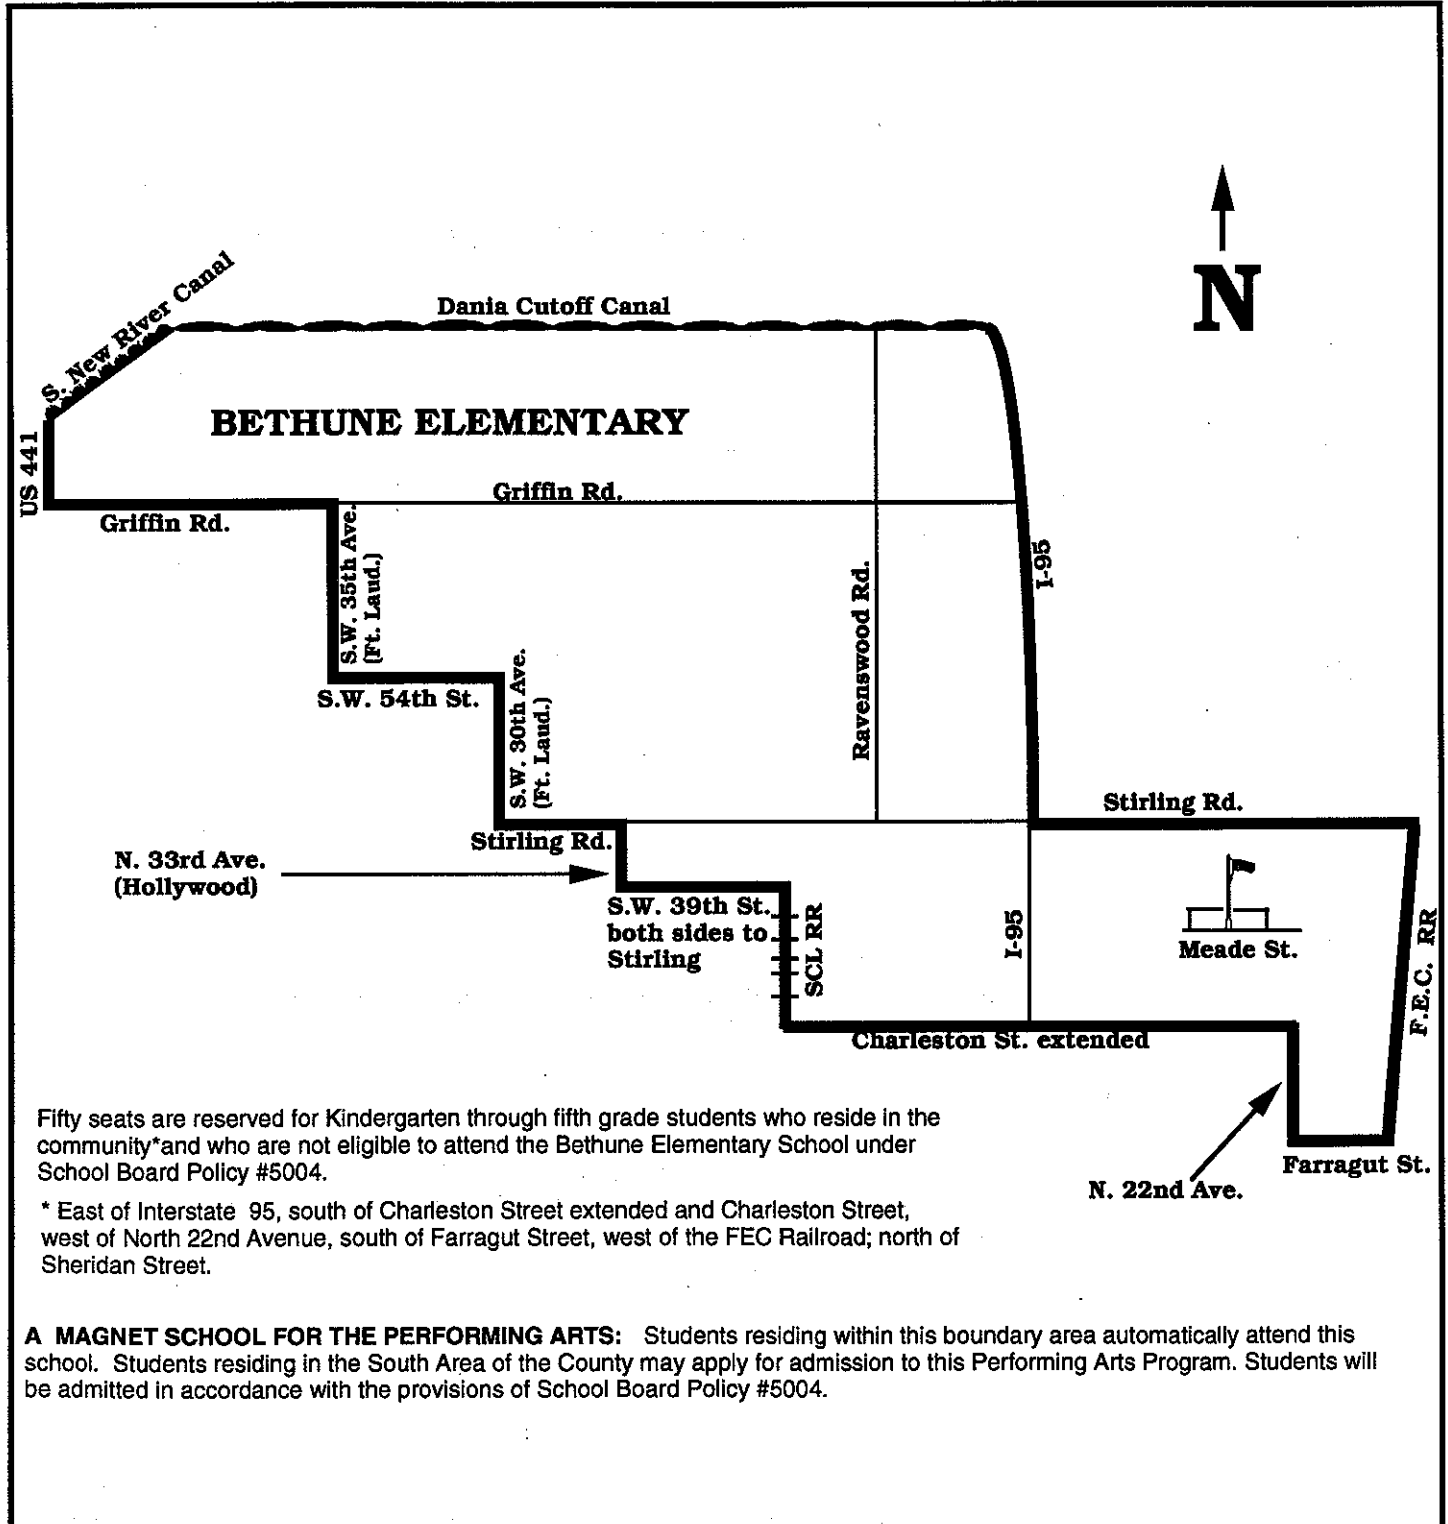 N
S. New River Canal
Dania Cutoff Canal
BETHUNE ELEMENTARY
US 441
Griffin Rd.
Griffin Rd.
S.W. 35th Ave.
(Ft. Laud.)
I-95
Ravenswood Rd.
S.W. 54th St.
S.W. 30th Ave.
(Ft. Laud.)
Stirling Rd.
Stirling Rd.
N. 33rd Ave.
(Hollywood)
S.W. 39th St.
both sides to
Stirling
SCL RR
I-95
Meade St.
F.E.C. RR
Charleston St. extended
Farragut St.
N. 22nd Ave.
Fifty seats are reserved for Kindergarten through fifth grade students who reside in the
community*and who are not eligible to attend the Bethune Elementary School under
School Board Policy #5004.
* East of Interstate 95, south of Charleston Street extended and Charleston Street,
west of North 22nd Avenue, south of Farragut Street, west of the FEC Railroad; north of
Sheridan Street.
A MAGNET SCHOOL FOR THE PERFORMING ARTS: Students residing within this boundary area automatically attend this
school. Students residing in the South Area of the County may apply for admission to this Performing Arts Program. Students will
be admitted in accordance with the provisions of School Board Policy #5004.